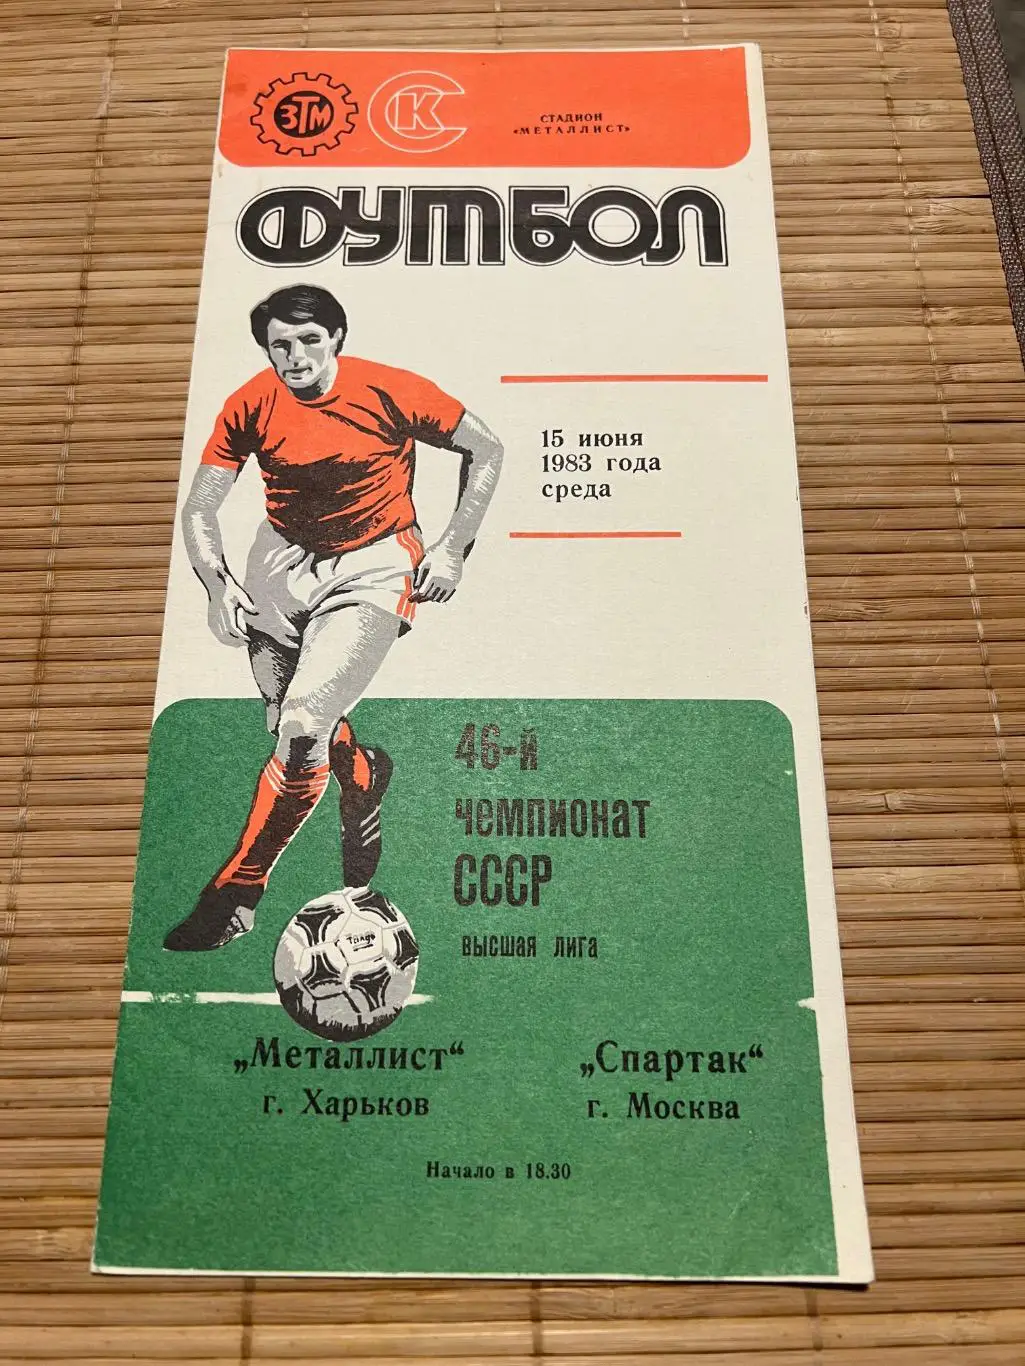 ЗТМ
СК
СТАДИОН
«МЕТАЛЛИСТ»
ФУТБОЛ
15 июня
1983 года
среда
46-й
чемпионат
СССР
высшая лига
Tango
„Металлист“
г. Харьков
„Спартак“
г. Москва
Начало в 18.30